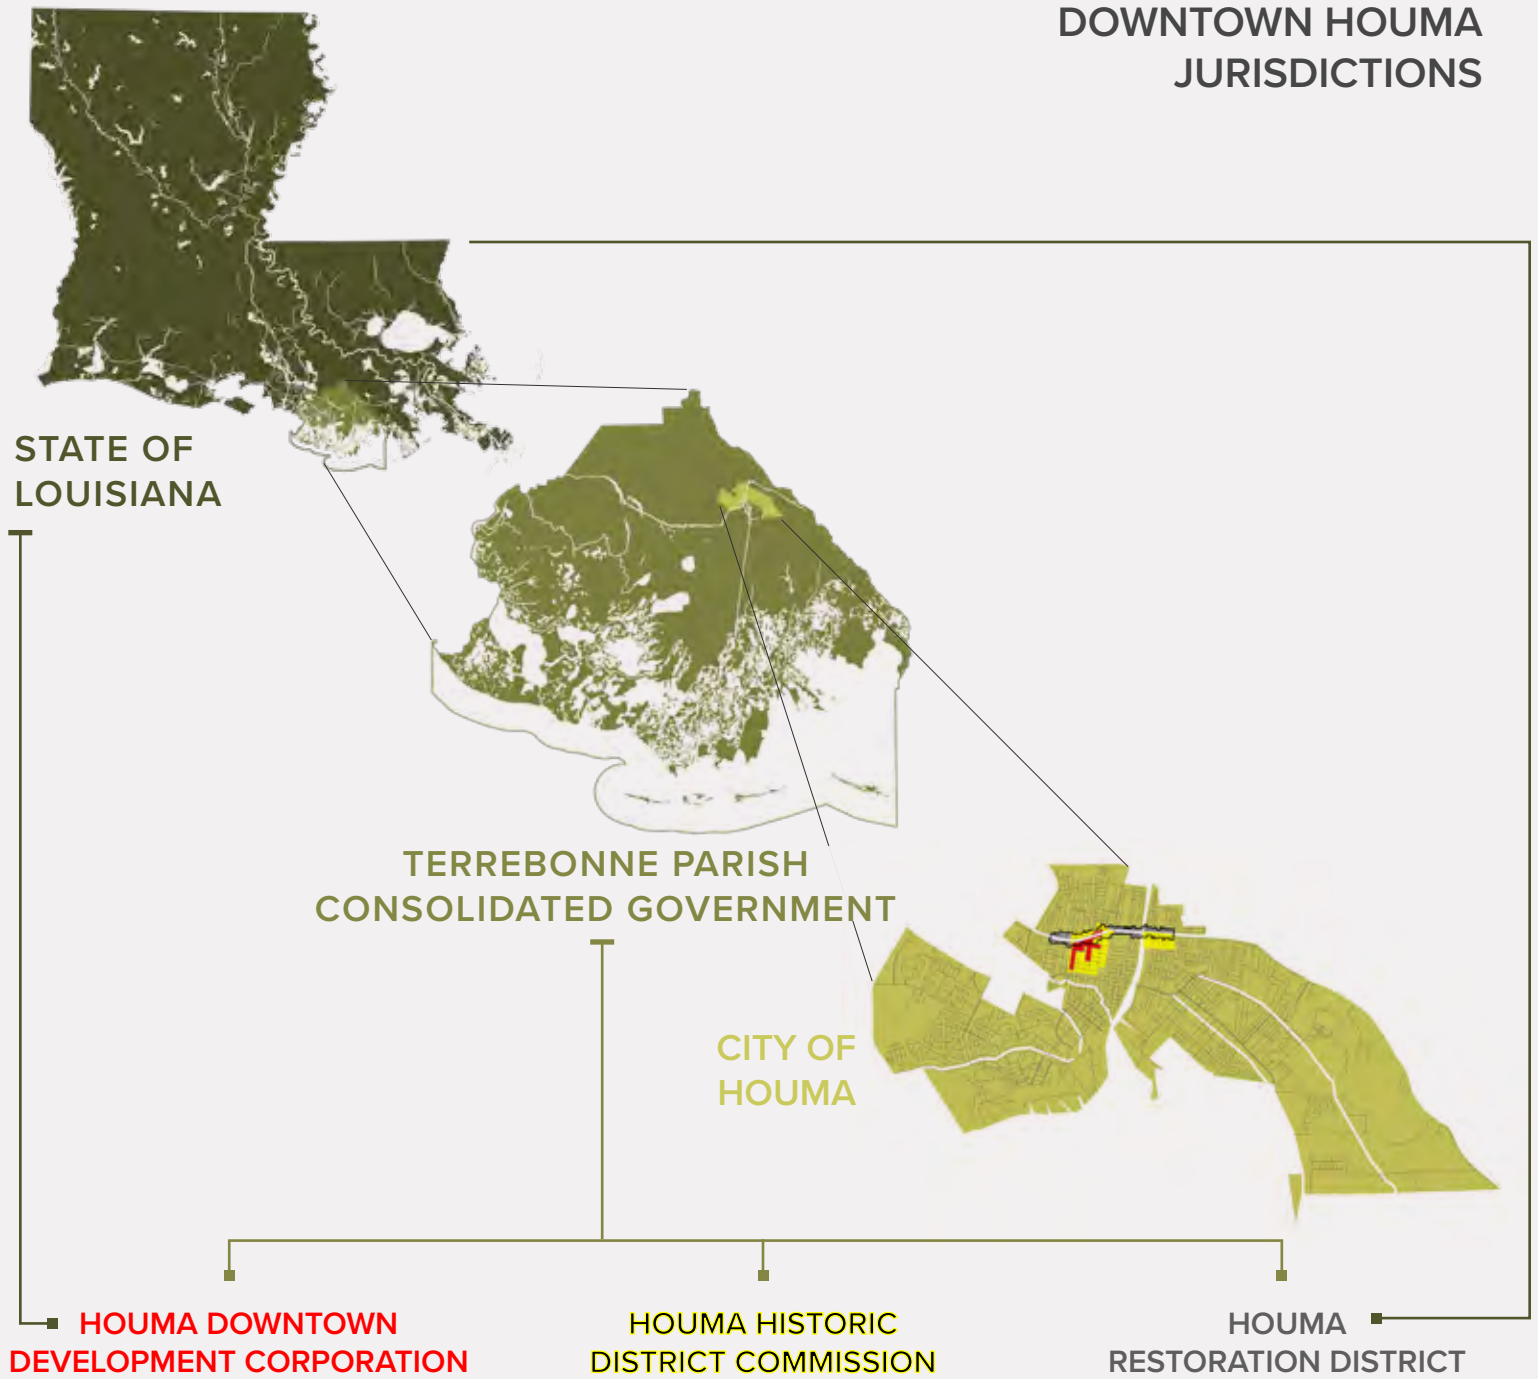 DOWNTOWN HOUMA
JURISDICTIONS
STATE OF
LOUISIANA
TERREBONNE PARISH
CONSOLIDATED GOVERNMENT
CITY OF
HOUMA
HOUMA DOWNTOWN
DEVELOPMENT CORPORATION
HOUMA HISTORIC
DISTRICT COMMISSION
HOUMA
RESTORATION DISTRICT